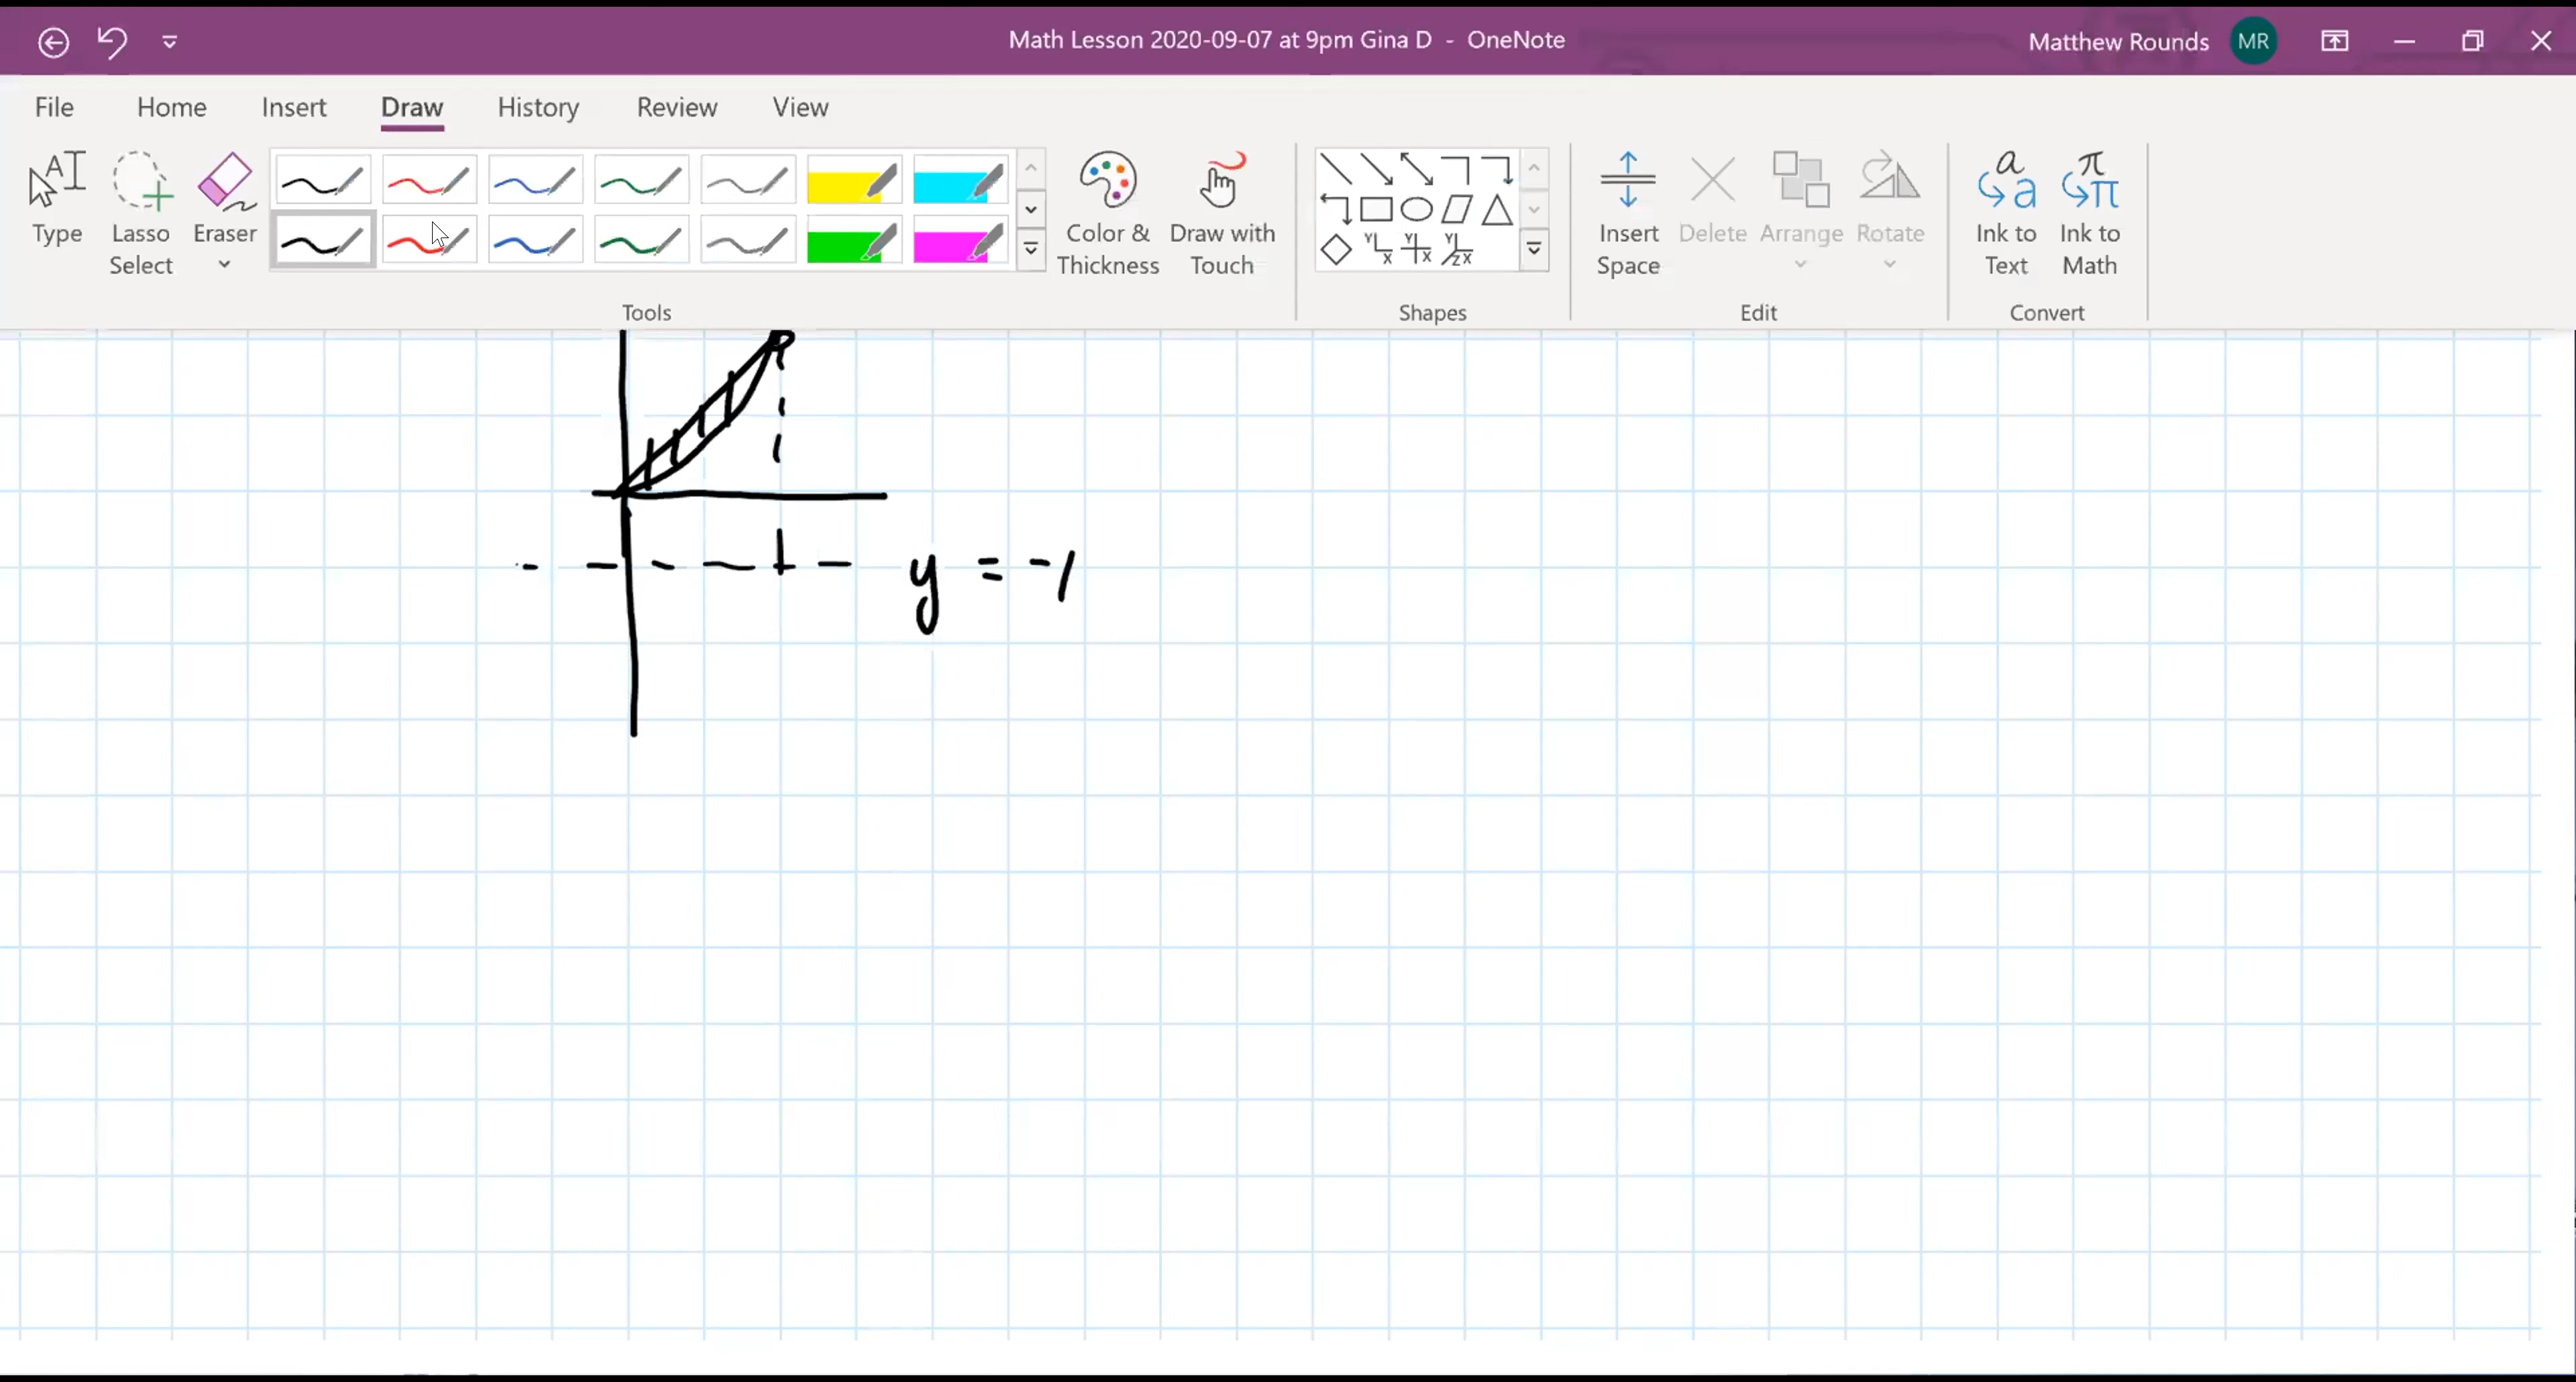 Math Lesson 2020-09-07 at 9pm Gina D - OneNote
Matthew Rounds MR
File Home Insert Draw History Review View
Type
Lasso Select
Eraser
Color & Thickness
Draw with Touch
Tools
Shapes
Insert Space
Delete
Arrange
Rotate
Edit
a a
Ink to Text
π π
Ink to Math
Convert
y = -1